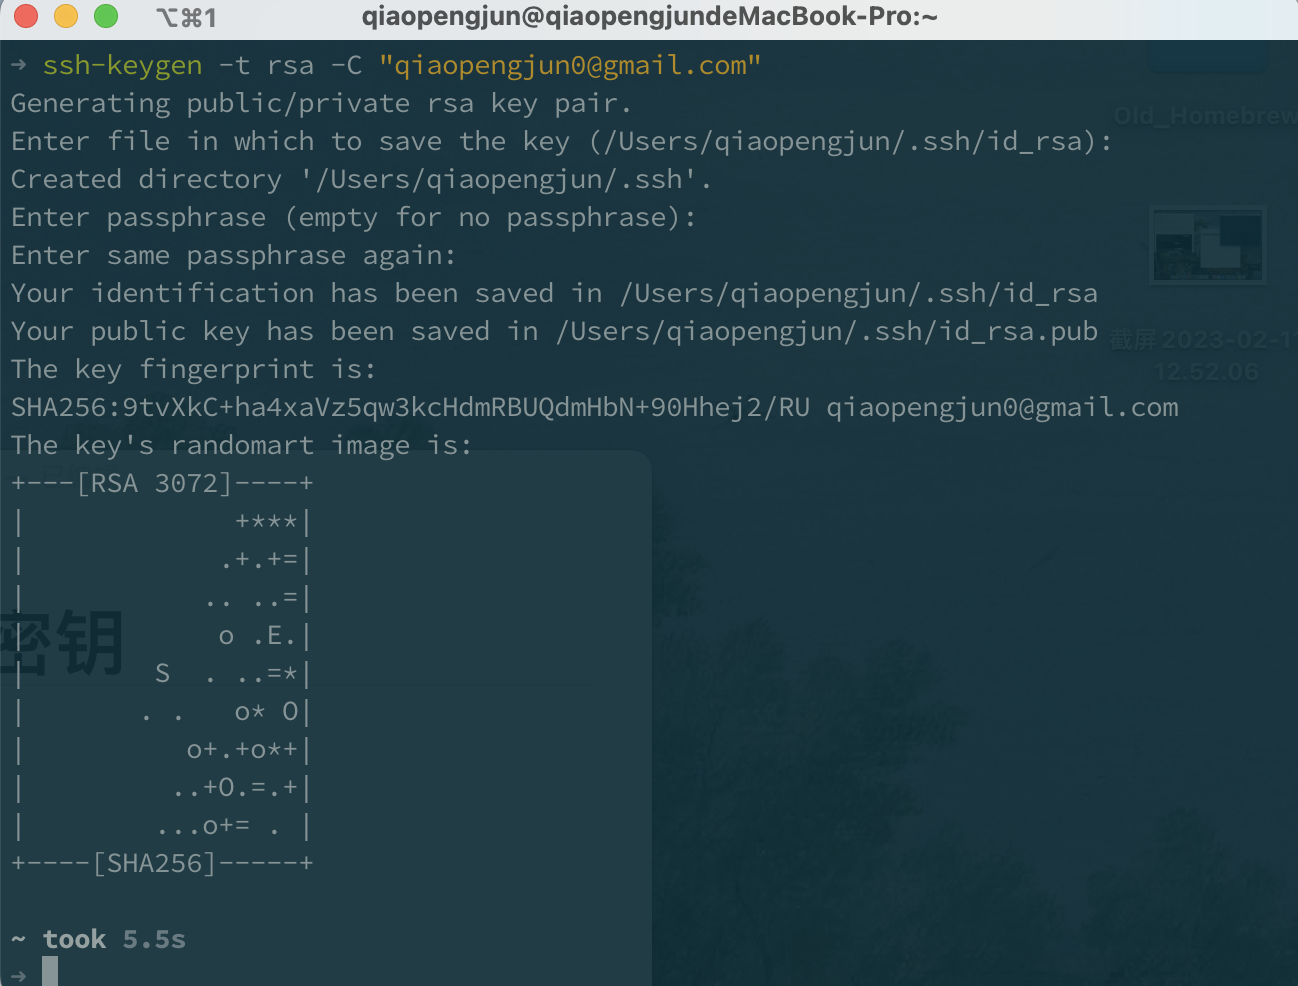 ⌥⌘1 qiaopengjun@qiaopengjundeMacBook-Pro:~
→ ssh-keygen -t rsa -C "qiaopengjun0@gmail.com"
Generating public/private rsa key pair.
Old_Homebrew
Enter file in which to save the key (/Users/qiaopengjun/.ssh/id_rsa):
Created directory '/Users/qiaopengjun/.ssh'.
Enter passphrase (empty for no passphrase):
Enter same passphrase again:
Your identification has been saved in /Users/qiaopengjun/.ssh/id_rsa
Your public key has been saved in /Users/qiaopengjun/.ssh/id_rsa.pub
截屏2023-02-1
12.52.06
The key fingerprint is:
SHA256:9tvXkC+ha4xaVz5qw3kcHdmRBUQdmHbN+90Hhej2/RU qiaopengjun0@gmail.com
The key's randomart image is:
+---[RSA 3072]----+
|             +***|
|            .+.+=|
|           .. ..=|
|            o .E.|
|        S  . ..=*|
|       . .   o* O|
|          o+.+o*+|
|         ..+O.=.+|
|        ...o+= . |
+----[SHA256]-----+
密钥
~ took 5.5s
→